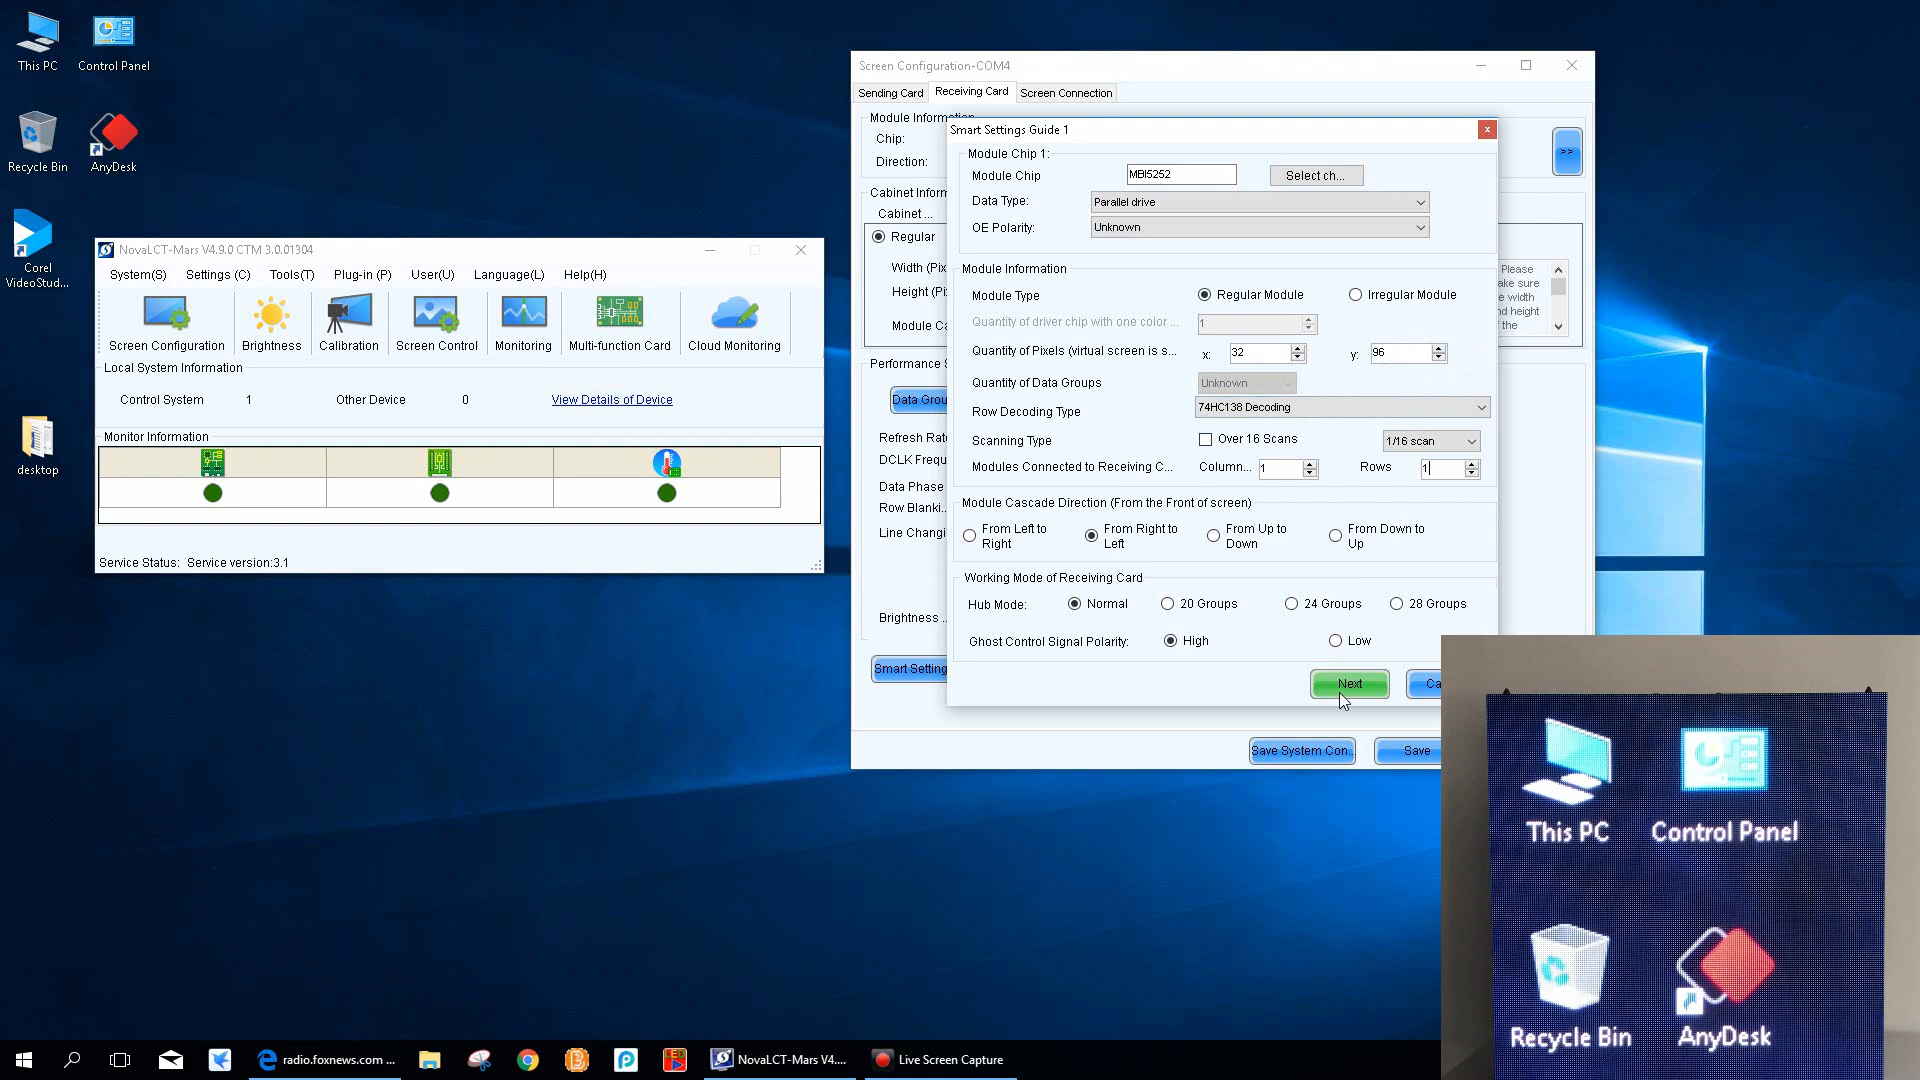 This PC
Control Panel
Recycle Bin
AnyDesk
Corel
VideoStud...
desktop
NovaLCT-Mars V4.9.0 CTM 3.0.01304
System(S) Settings (C) Tools(T) Plug-in (P) User(U) Language(L) Help(H)
Screen Configuration Brightness Calibration Screen Control Monitoring Multi-function Card Cloud Monitoring
Local System Information
Control System 1 Other Device 0 View Details of Device
Monitor Information
Service Status: Service version:3.1
Screen Configuration-COM4
Sending Card Receiving Card Screen Connection
Module Information
Chip:
Direction:
>>
Cabinet Inform
Cabinet ...
Regular
Width (Pix
Height (Pi
Module Ca
Please
ake sure
e width
nd height
f the
Performance S
Data Grou
Refresh Rate
DCLK Frequ
Data Phase
Row Blanki..
Line Changi
Brightness ..
Smart Setting
Save System Con..
Save
Smart Settings Guide 1
Module Chip 1:
Module Chip MBI5252 Select ch...
Data Type: Parallel drive
OE Polarity: Unknown
Module Information
Module Type Regular Module Irregular Module
Quantity of driver chip with one color ... 1
Quantity of Pixels (virtual screen is s... x: 32 y: 96
Quantity of Data Groups Unknown
Row Decoding Type 74HC138 Decoding
Scanning Type Over 16 Scans 1/16 scan
Modules Connected to Receiving C... Column... 1 Rows 1
Module Cascade Direction (From the Front of screen)
From Left to
Right
From Right to
Left
From Up to
Down
From Down to
Up
Working Mode of Receiving Card
Hub Mode: Normal 20 Groups 24 Groups 28 Groups
Ghost Control Signal Polarity: High Low
Next
Ca
This PC Control Panel
Recycle Bin AnyDesk
radio.foxnews.com ...
LED
NovaLCT-Mars V4....
Live Screen Capture